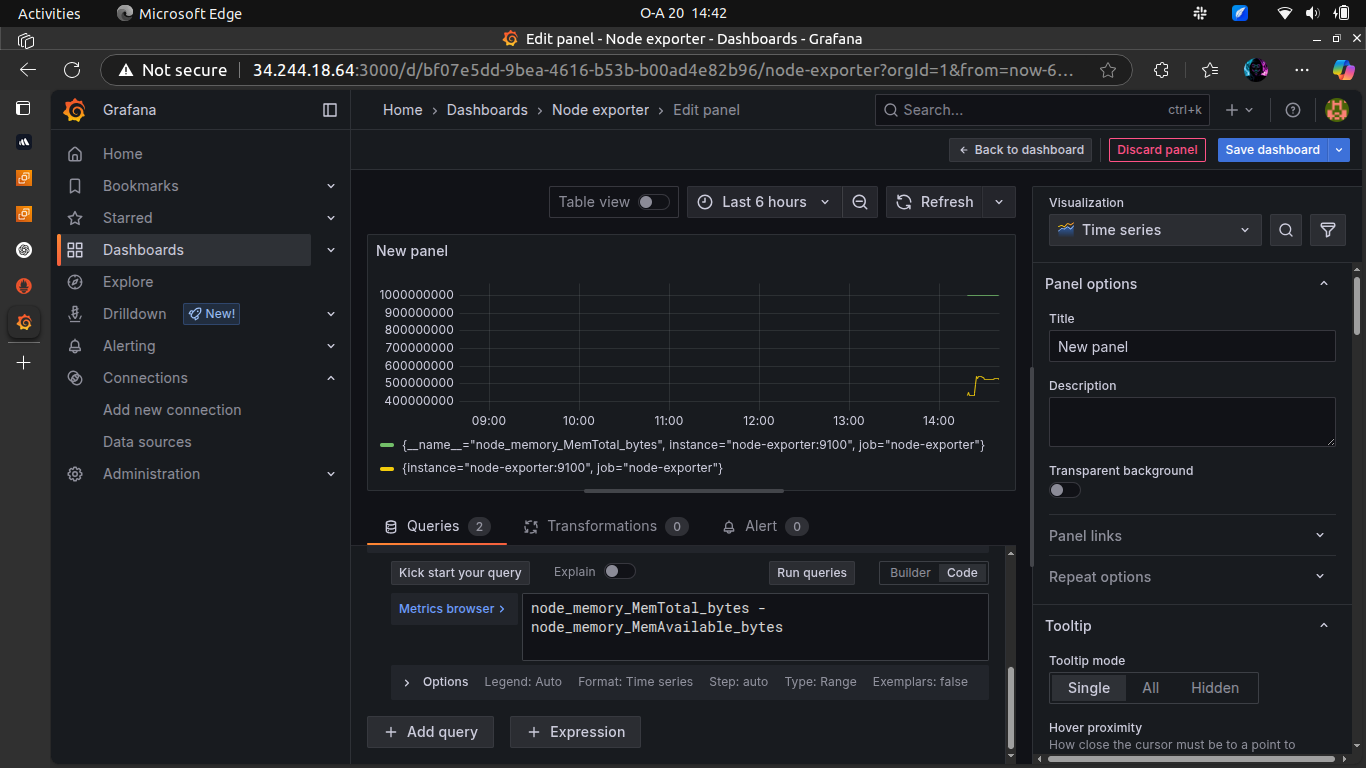 Activities
Microsoft Edge
O-A 20 14:42
Edit panel - Node exporter - Dashboards - Grafana
Not secure
34.244.18.64:3000/d/bf07e5dd-9bea-4616-b53b-b00ad4e82b96/node-exporter?orgId=1&from=now-6...
Grafana
Home › Dashboards › Node exporter › Edit panel
Search...
ctrl+k
Back to dashboard
Discard panel
Save dashboard
Home
Bookmarks
Starred
Dashboards
Explore
Drilldown
New!
Alerting
Connections
Add new connection
Data sources
Administration
Table view
Last 6 hours
Refresh
New panel
1000000000
900000000
800000000
700000000
600000000
500000000
400000000
09:00
10:00
11:00
12:00
13:00
14:00
{__name__="node_memory_MemTotal_bytes", instance="node-exporter:9100", job="node-exporter"}
{instance="node-exporter:9100", job="node-exporter"}
Queries 2
Transformations 0
Alert 0
Kick start your query
Explain
Run queries
Builder
Code
Metrics browser >
node_memory_MemTotal_bytes -
node_memory_MemAvailable_bytes
Options
Legend: Auto
Format: Time series
Step: auto
Type: Range
Exemplars: false
+ Add query
+ Expression
Visualization
Time series
Panel options
Title
New panel
Description
Transparent background
Panel links
Repeat options
Tooltip
Tooltip mode
Single
All
Hidden
Hover proximity
How close the cursor must be to a point to